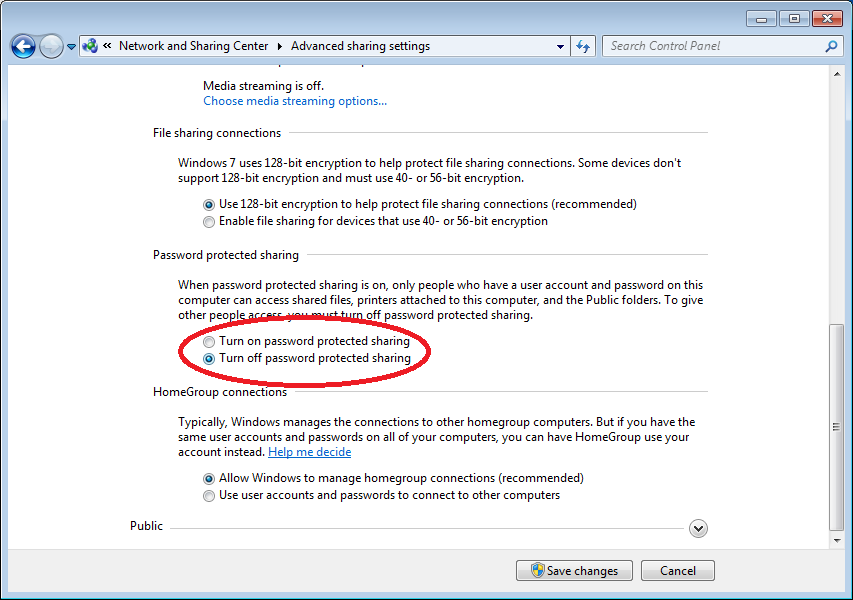 « Network and Sharing Center ▸ Advanced sharing settings
Search Control Panel
Media streaming is off.
Choose media streaming options...
File sharing connections
Windows 7 uses 128-bit encryption to help protect file sharing connections. Some devices don't
support 128-bit encryption and must use 40- or 56-bit encryption.
Use 128-bit encryption to help protect file sharing connections (recommended)
Enable file sharing for devices that use 40- or 56-bit encryption
Password protected sharing
When password protected sharing is on, only people who have a user account and password on this
computer can access shared files, printers attached to this computer, and the Public folders. To give
other people access, you must turn off password protected sharing.
Turn on password protected sharing
Turn off password protected sharing
HomeGroup connections
Typically, Windows manages the connections to other homegroup computers. But if you have the
same user accounts and passwords on all of your computers, you can have HomeGroup use your
account instead. Help me decide
Allow Windows to manage homegroup connections (recommended)
Use user accounts and passwords to connect to other computers
Public
Save changes
Cancel